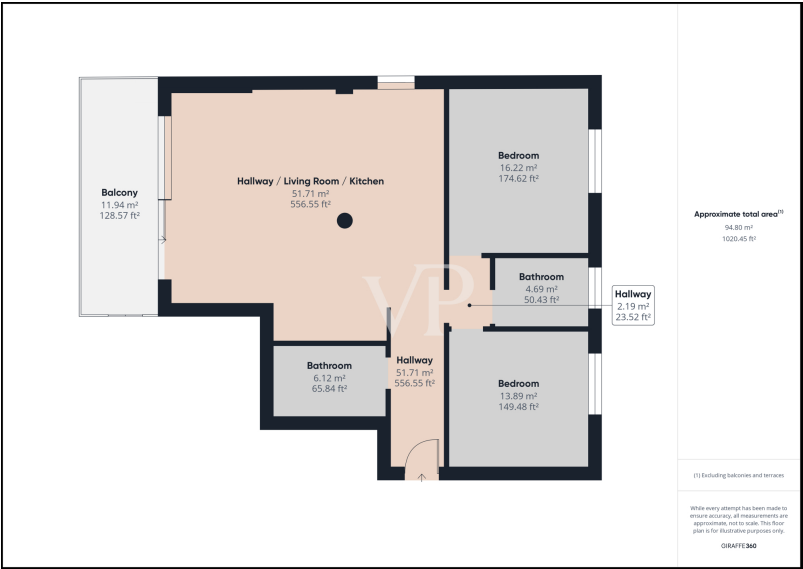 Balcony
11.94 m²
128.57 ft²
Hallway / Living Room / Kitchen
51.71 m²
556.55 ft²
Bedroom
16.22 m²
174.62 ft²
Bathroom
4.69 m²
50.43 ft²
Hallway
2.19 m²
23.52 ft²
VP
Bathroom
6.12 m²
65.84 ft²
Hallway
51.71 m²
556.55 ft²
Bedroom
13.89 m²
149.48 ft²
Approximate total area(1)
94.80 m²
1020.45 ft²
(1) Excluding balconies and terraces
While every attempt has been made to
ensure accuracy, all measurements are
approximate, not to scale. This floor
plan is for illustrative purposes only.
GIRAFFE360